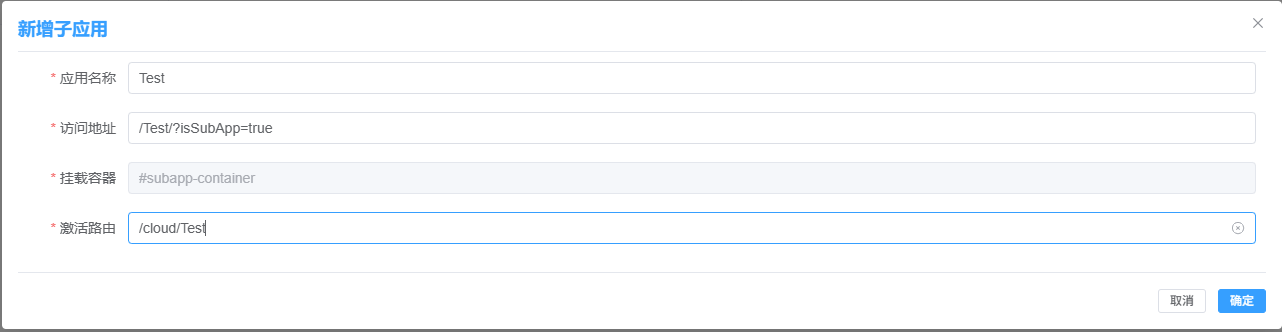 新增子应用
* 应用名称 Test
* 访问地址 /Test/?isSubApp=true
* 挂载容器 #subapp-container
* 激活路由 /cloud/Test
取消 确定